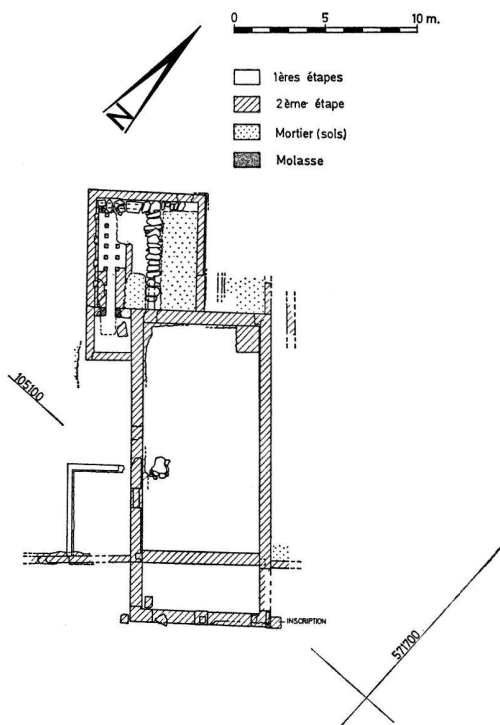 0 5 10 m.
1ères étapes
2ème étape
Mortier (sols)
Molasse
N
105100
INSCRIPTION
571700